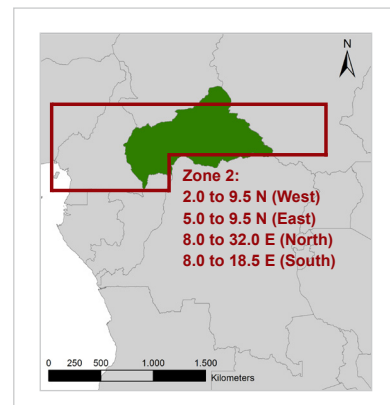 N
Zone 2:
2.0 to 9.5 N (West)
5.0 to 9.5 N (East)
8.0 to 32.0 E (North)
8.0 to 18.5 E (South)
0 250 500 1.000 1.500
Kilometers